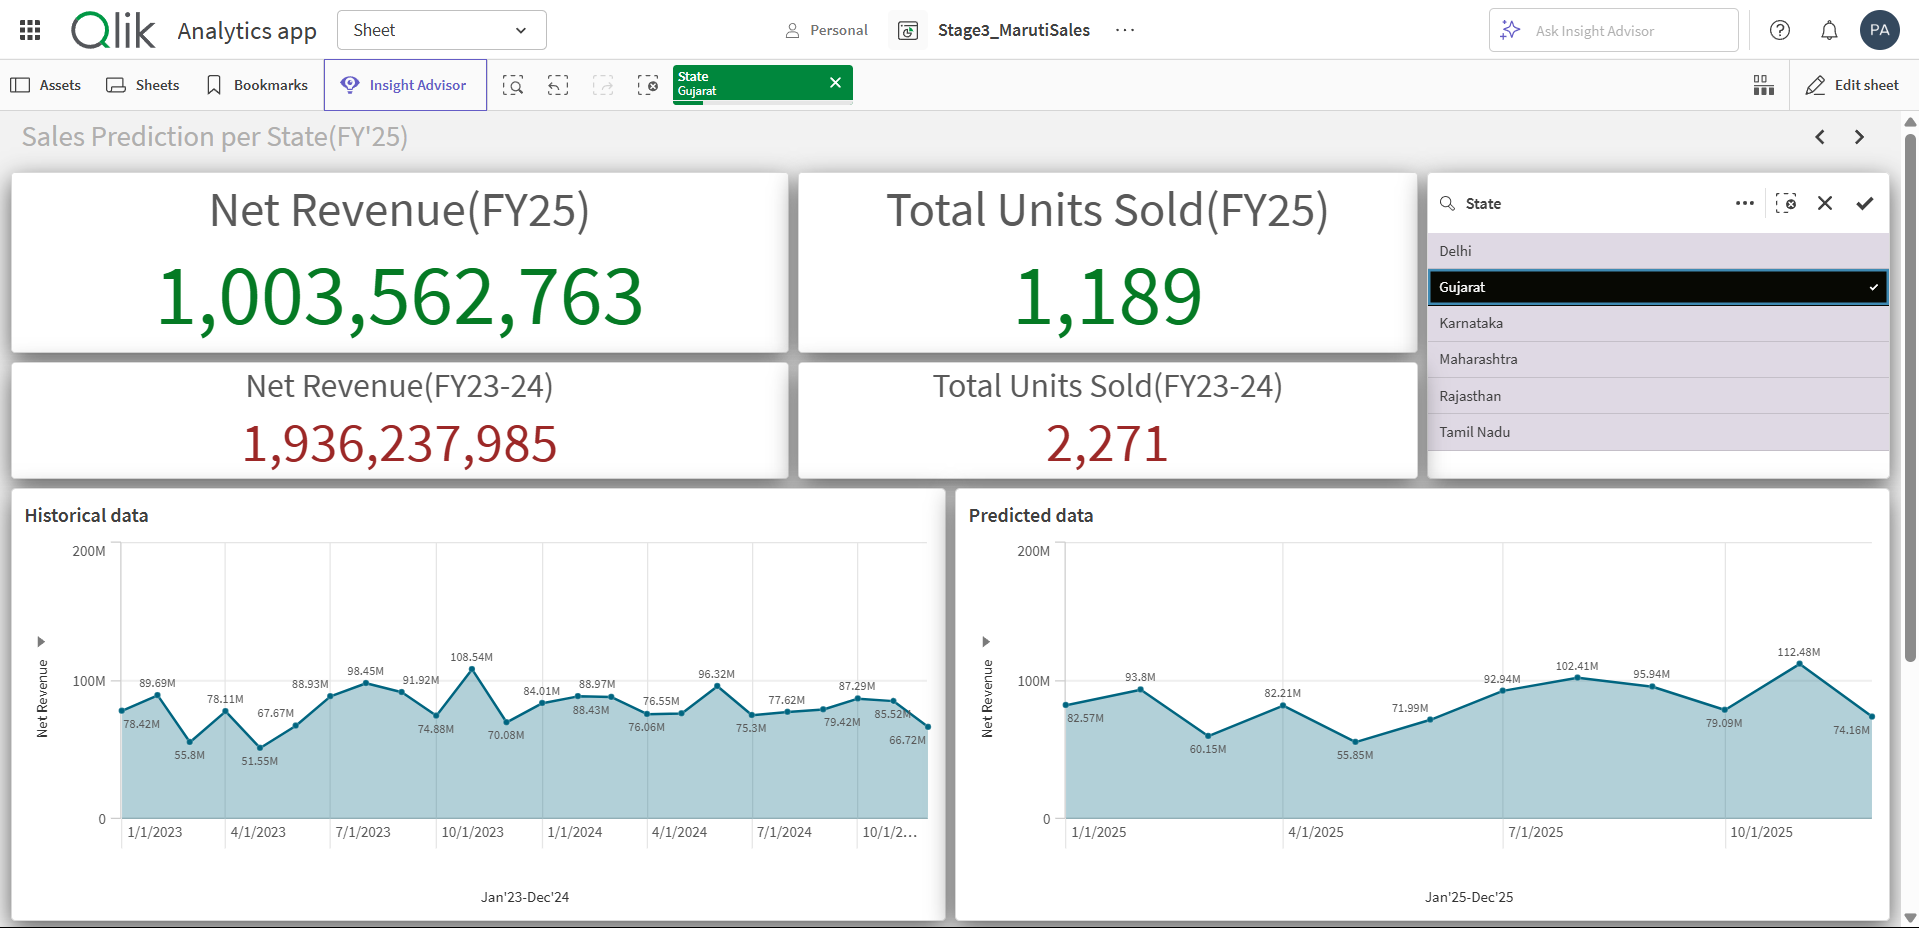 Qlik
Analytics app
Sheet
Personal
Stage3_MarutiSales
...
Ask Insight Advisor
PA
Assets
Sheets
Bookmarks
Insight Advisor
State
Gujarat
Edit sheet
Sales Prediction per State(FY'25)
Net Revenue(FY25)
1,003,562,763
Total Units Sold(FY25)
1,189
State
Delhi
Gujarat
Karnataka
Maharashtra
Rajasthan
Tamil Nadu
Net Revenue(FY23-24)
1,936,237,985
Total Units Sold(FY23-24)
2,271
Historical data
Net Revenue
200M
100M
0
78.42M
89.69M
55.8M
78.11M
51.55M
67.67M
88.93M
98.45M
91.92M
74.88M
108.54M
70.08M
84.01M
88.43M
88.97M
76.06M
76.55M
96.32M
75.3M
77.62M
79.42M
87.29M
85.52M
66.72M
1/1/2023
4/1/2023
7/1/2023
10/1/2023
1/1/2024
4/1/2024
7/1/2024
10/1/2...
Jan'23-Dec'24
Predicted data
Net Revenue
200M
100M
0
82.57M
93.8M
60.15M
82.21M
55.85M
71.99M
92.94M
102.41M
95.94M
79.09M
112.48M
74.16M
1/1/2025
4/1/2025
7/1/2025
10/1/2025
Jan'25-Dec'25